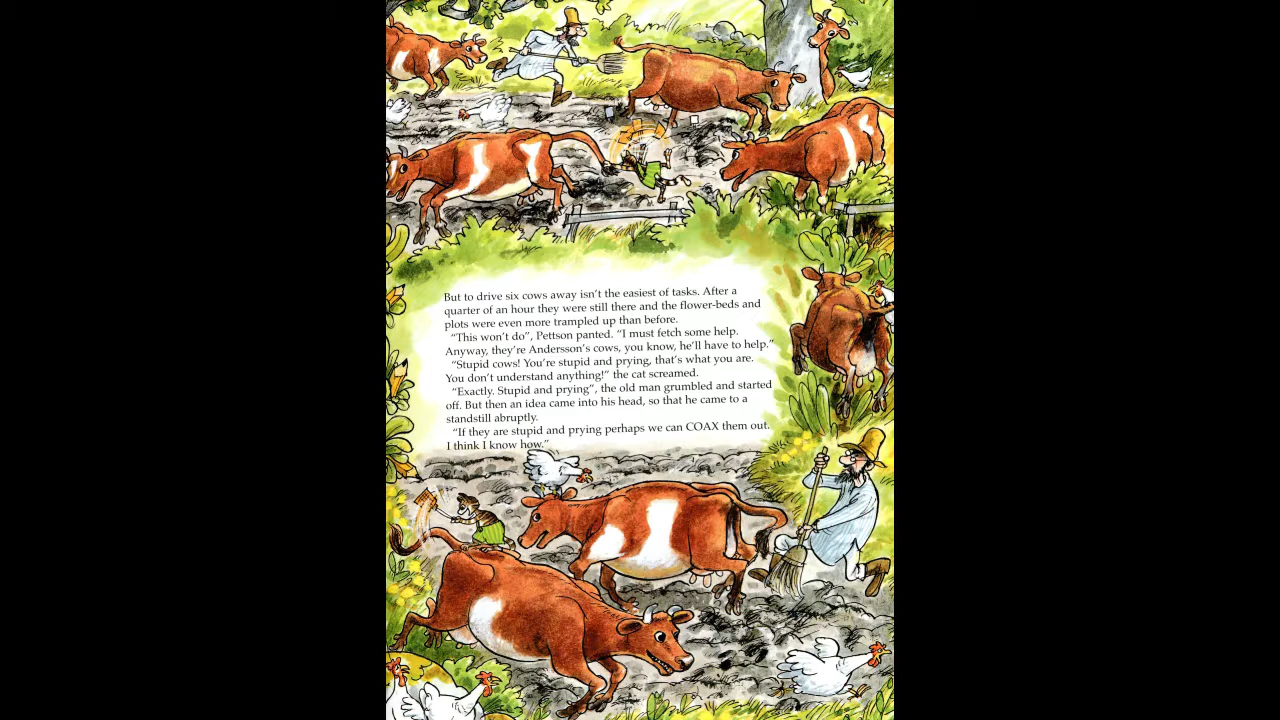 But to drive six cows away isn't the easiest of tasks. After a
quarter of an hour they were still there and the flower-beds and
plots were even more trampled up than before.
“This won't do”, Pettson panted. “I must fetch some help.
Anyway, they're Andersson's cows, you know, he'll have to help.”
“Stupid cows! You're stupid and prying, that's what you are.
You don't understand anything!” the cat screamed.
“Exactly. Stupid and prying”, the old man grumbled and started
off. But then an idea came into his head, so that he came to a
standstill abruptly.
“If they are stupid and prying perhaps we can COAX them out.
I think I know how.”